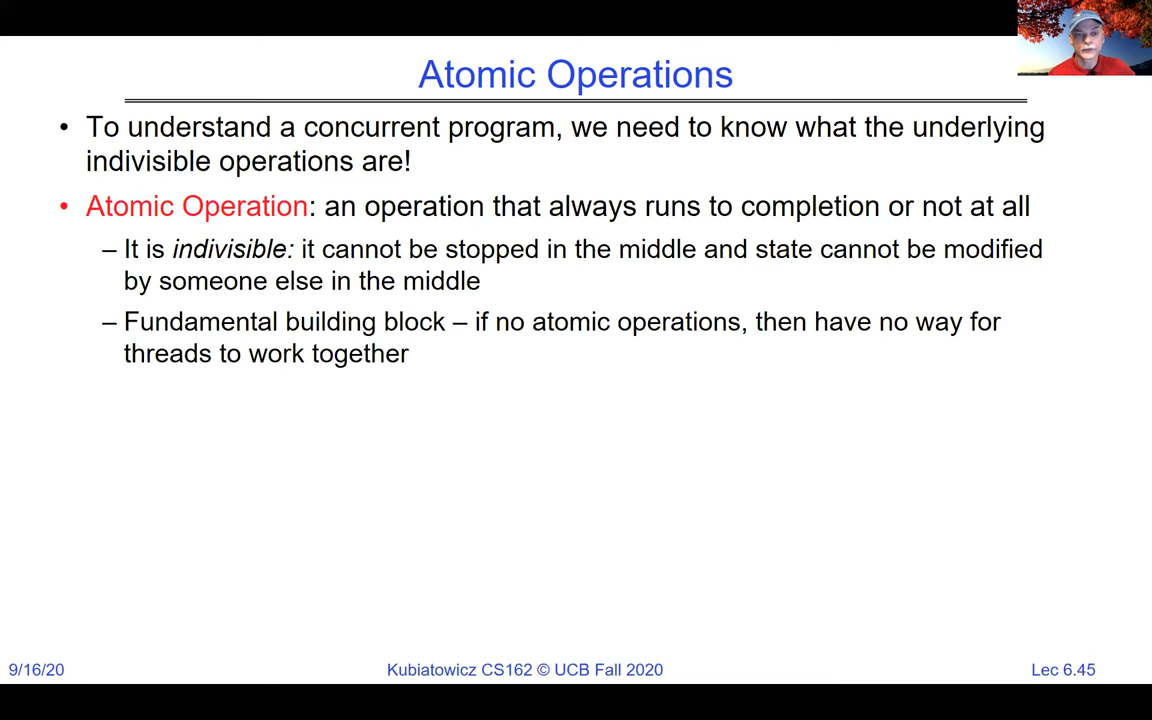 Atomic Operations
• To understand a concurrent program, we need to know what the underlying
indivisible operations are!
• Atomic Operation: an operation that always runs to completion or not at all
– It is indivisible: it cannot be stopped in the middle and state cannot be modified
by someone else in the middle
– Fundamental building block – if no atomic operations, then have no way for
threads to work together
9/16/20
Kubiatowicz CS162 © UCB Fall 2020
Lec 6.45